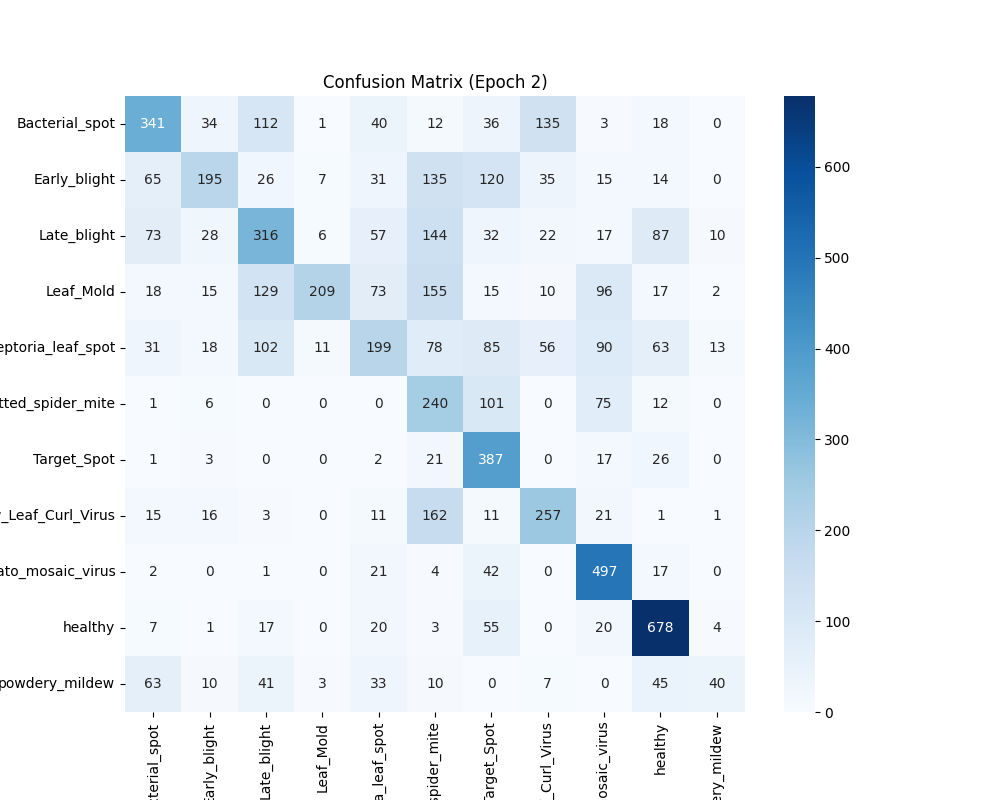 Confusion Matrix (Epoch 2)
Bacterial_spot 341 34 112 1 40 12 36 135 3 18 0
Early_blight 65 195 26 7 31 135 120 35 15 14 0
Late_blight 73 28 316 6 57 144 32 22 17 87 10
Leaf_Mold 18 15 129 209 73 155 15 10 96 17 2
eptoria_leaf_spot 31 18 102 11 199 78 85 56 90 63 13
tted_spider_mite 1 6 0 0 0 240 101 0 75 12 0
Target_Spot 1 3 0 0 2 21 387 0 17 26 0
_Leaf_Curl_Virus 15 16 3 0 11 162 11 257 21 1 1
ato_mosaic_virus 2 0 1 0 21 4 42 0 497 17 0
healthy 7 1 17 0 20 3 55 0 20 678 4
powdery_mildew 63 10 41 3 33 10 0 7 0 45 40
cterial_spot
Early_blight
Late_blight
Leaf_Mold
a_leaf_spot
spider_mite
Target_Spot
_Curl_Virus
osaic_virus
healthy
ery_mildew
600
500
400
300
200
100
0